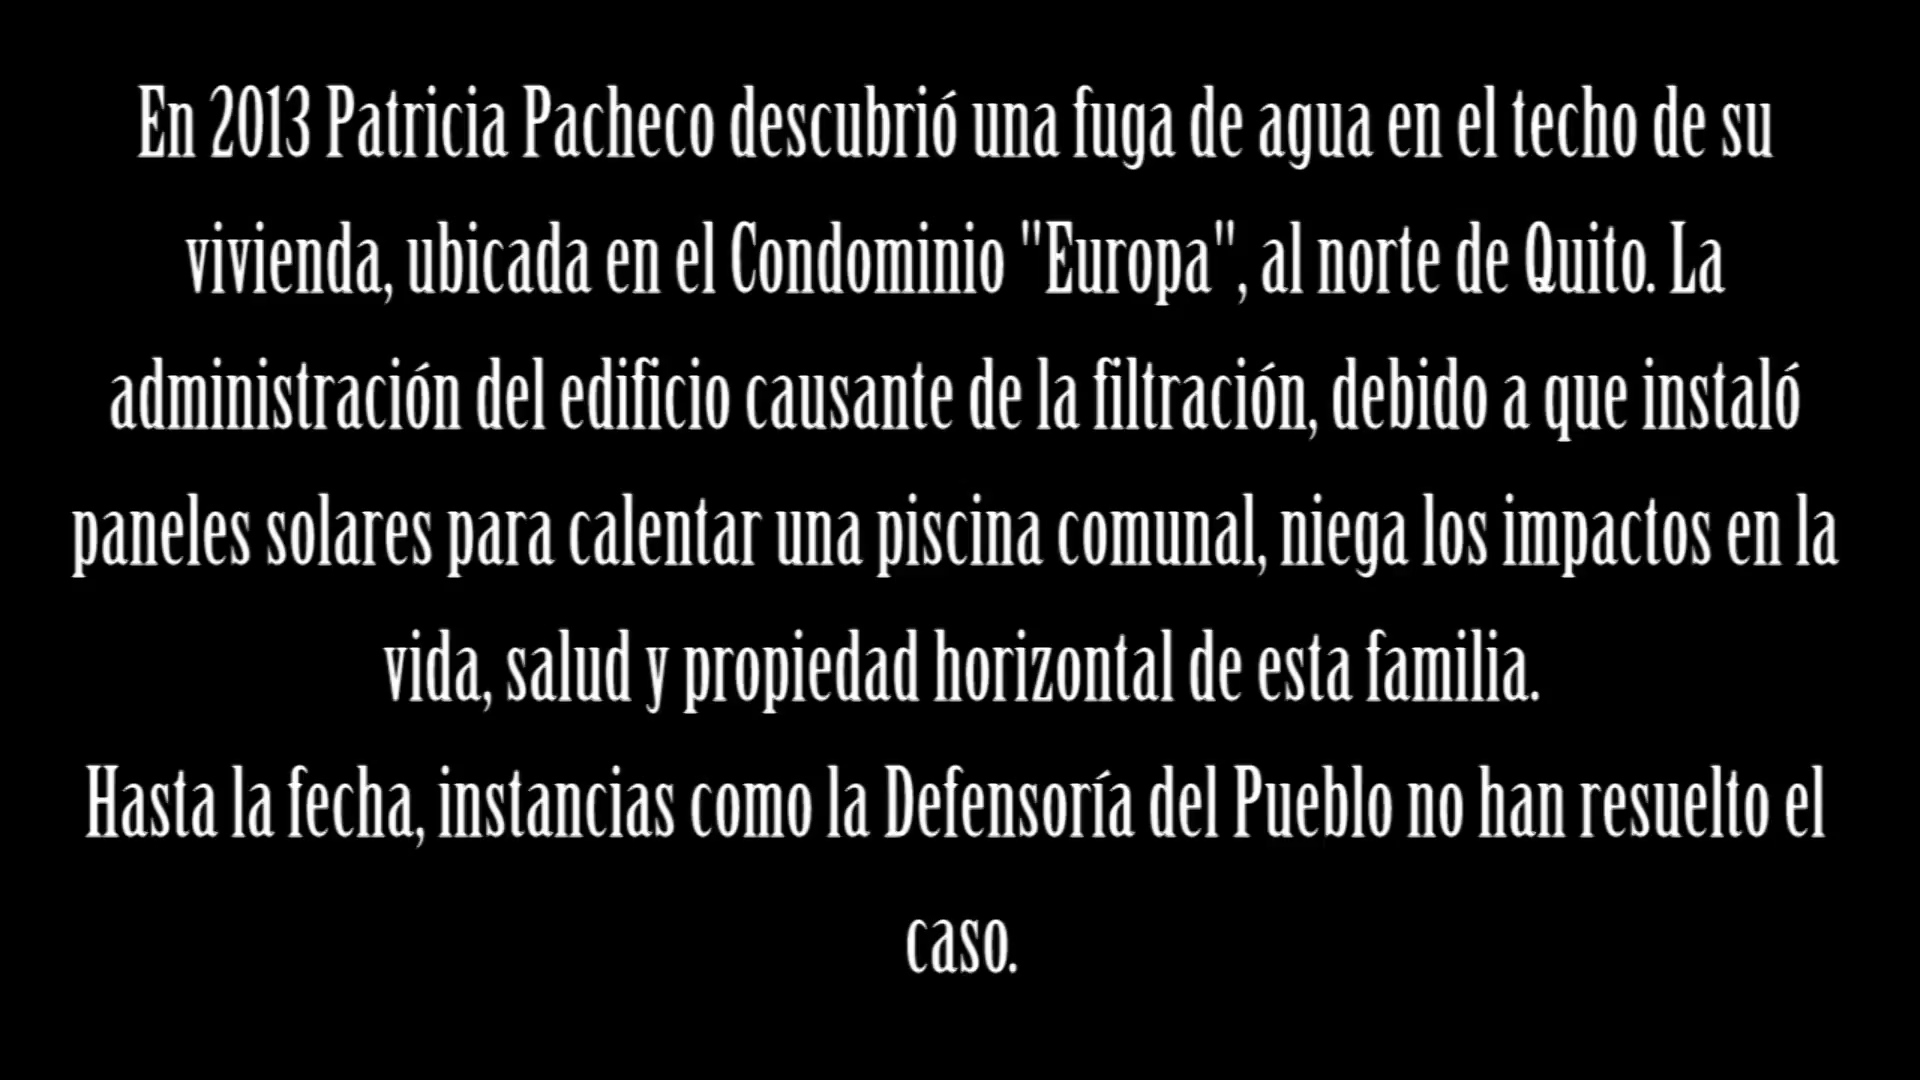 En 2013 Patricia Pacheco descubrió una fuga de agua en el techo de su
vivienda, ubicada en el Condominio "Europa", al norte de Quito. La
administración del edificio causante de la filtración, debido a que instaló
paneles solares para calentar una piscina comunal, niega los impactos en la
vida, salud y propiedad horizontal de esta familia.
Hasta la fecha, instancias como la Defensoría del Pueblo no han resuelto el
caso.